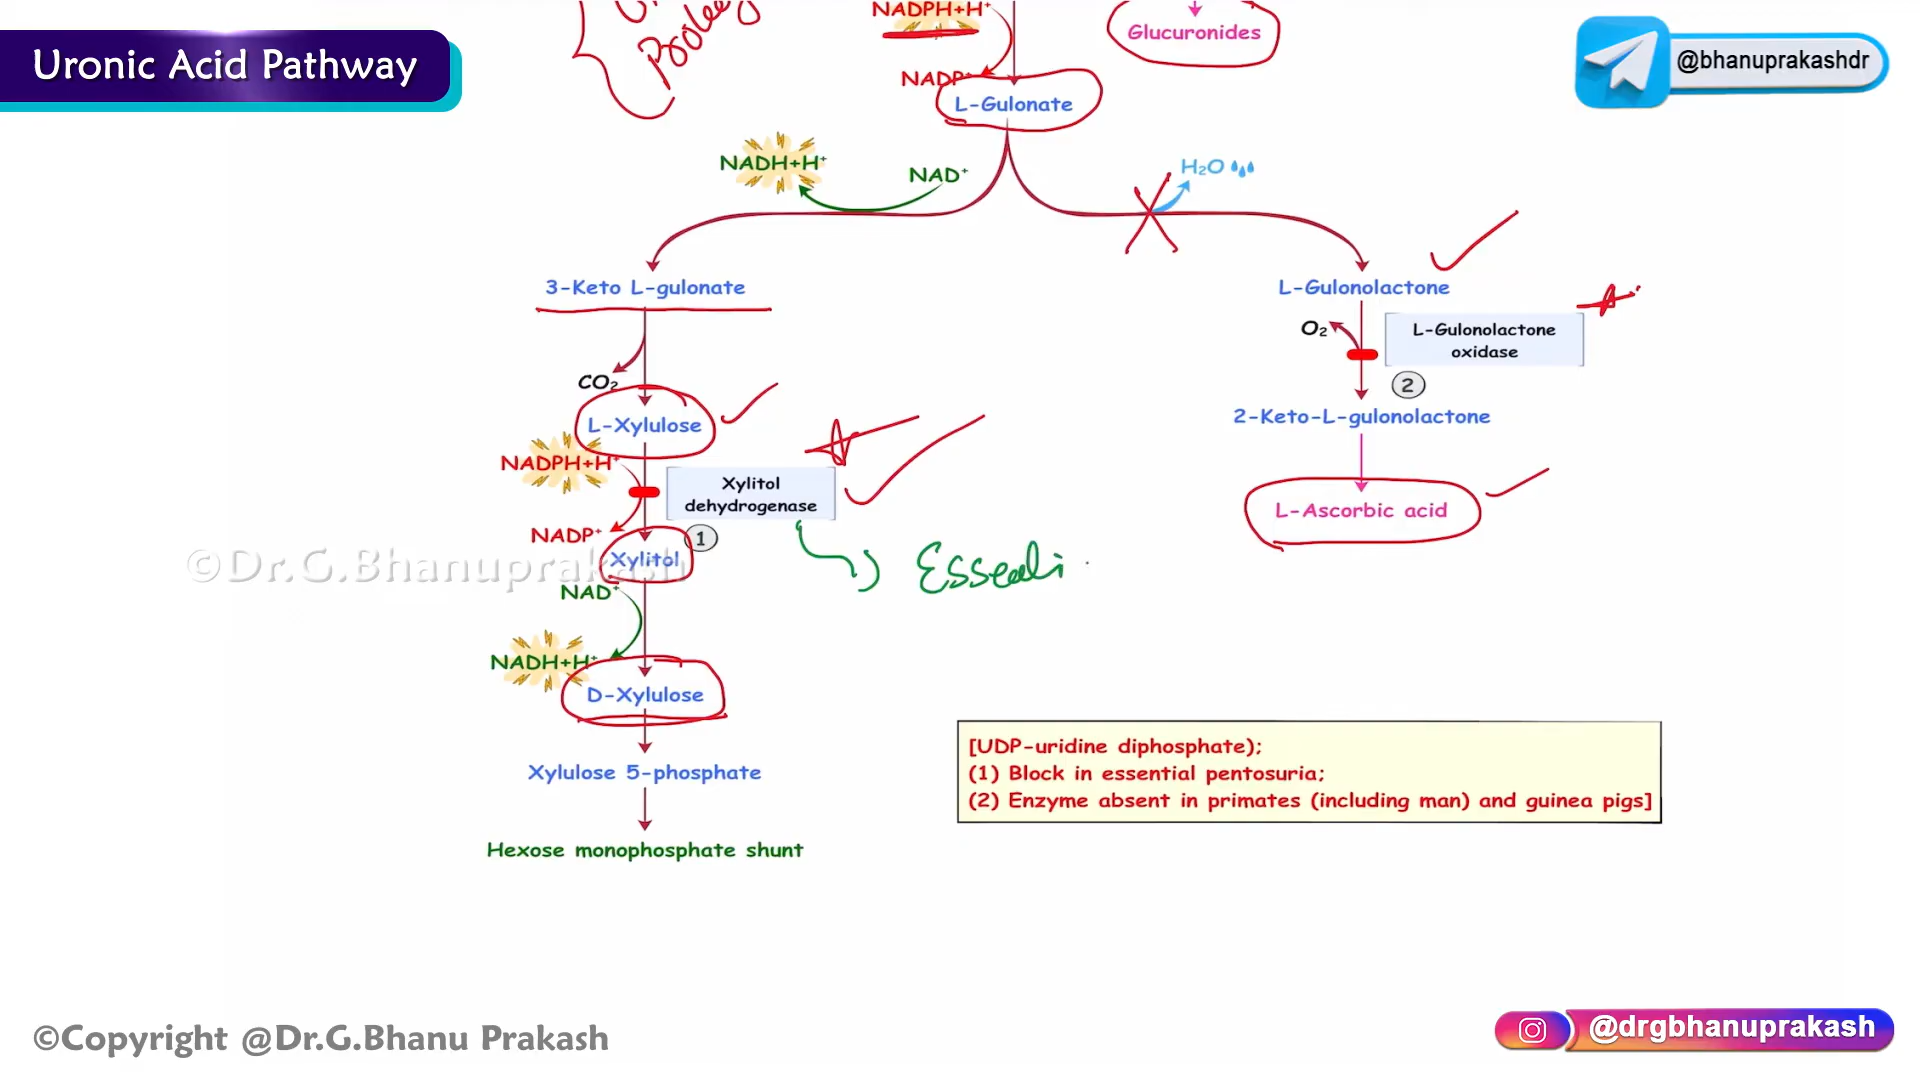 Uronic Acid Pathway
@bhanuprakashdr
NADPH+H⁺
NADP⁺
Glucuronides
L-Gulonate
NADH+H⁺
NAD⁺
H₂O
3-Keto L-gulonate
L-Gulonolactone
O₂
L-Gulonolactone
oxidase
2
CO₂
L-Xylulose
2-Keto-L-gulonolactone
NADPH+H⁺
Xylitol
dehydrogenase
NADP⁺
1
Xylitol
L-Ascorbic acid
©Dr.G.Bhanuprakash
NAD⁺
NADH+H⁺
D-Xylulose
Xylulose 5-phosphate
Hexose monophosphate shunt
[UDP-uridine diphosphate);
(1) Block in essential pentosuria;
(2) Enzyme absent in primates (including man) and guinea pigs]
©Copyright @Dr.G.Bhanu Prakash
@drgbhanuprakash